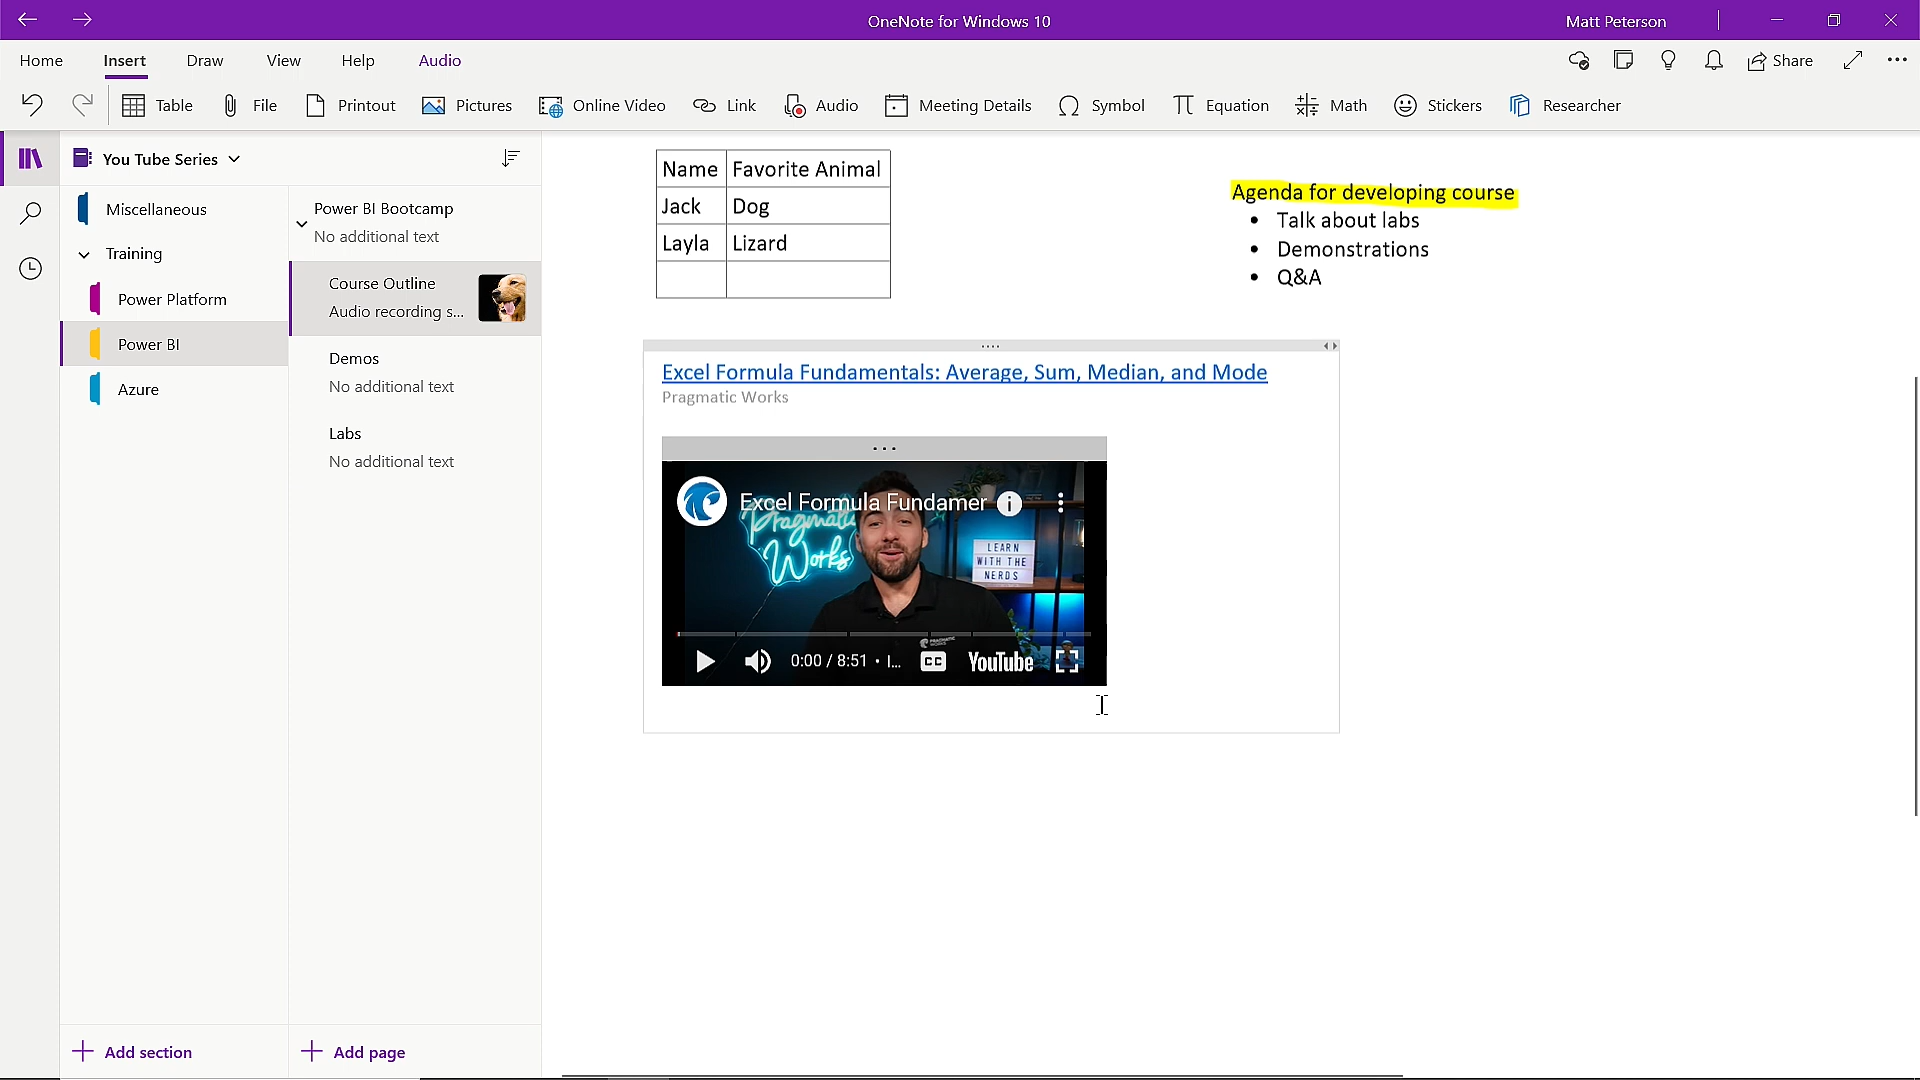 OneNote for Windows 10
Matt Peterson
Home Insert Draw View Help Audio
Share
Table File Printout Pictures Online Video Link Audio Meeting Details Symbol Equation Math Stickers Researcher
You Tube Series
Miscellaneous
Training
Power Platform
Power BI
Azure
Add section
Power BI Bootcamp
No additional text
Course Outline
Audio recording s...
Demos
No additional text
Labs
No additional text
Add page
Name Favorite Animal
Jack Dog
Layla Lizard
Agenda for developing course
• Talk about labs
• Demonstrations
• Q&A
Excel Formula Fundamentals: Average, Sum, Median, and Mode
Pragmatic Works
Excel Formula Fundamer
Pragmatic
Works
LEARN
WITH THE
NERDS
PRAGMATIC
WORKS
0:00 / 8:51 • I... CC YouTube